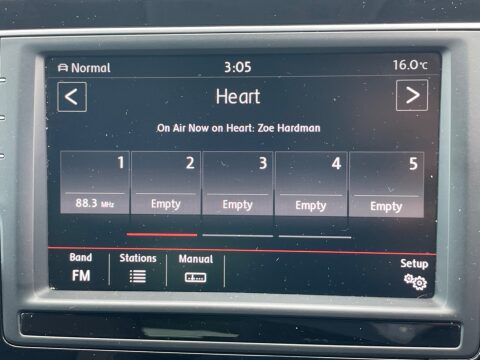 Normal 3:05 16.0 °C
< Heart >
On Air Now on Heart: Zoe Hardman
1 2 3 4 5
88.3 MHz Empty Empty Empty Empty
Band Stations Manual Setup
FM